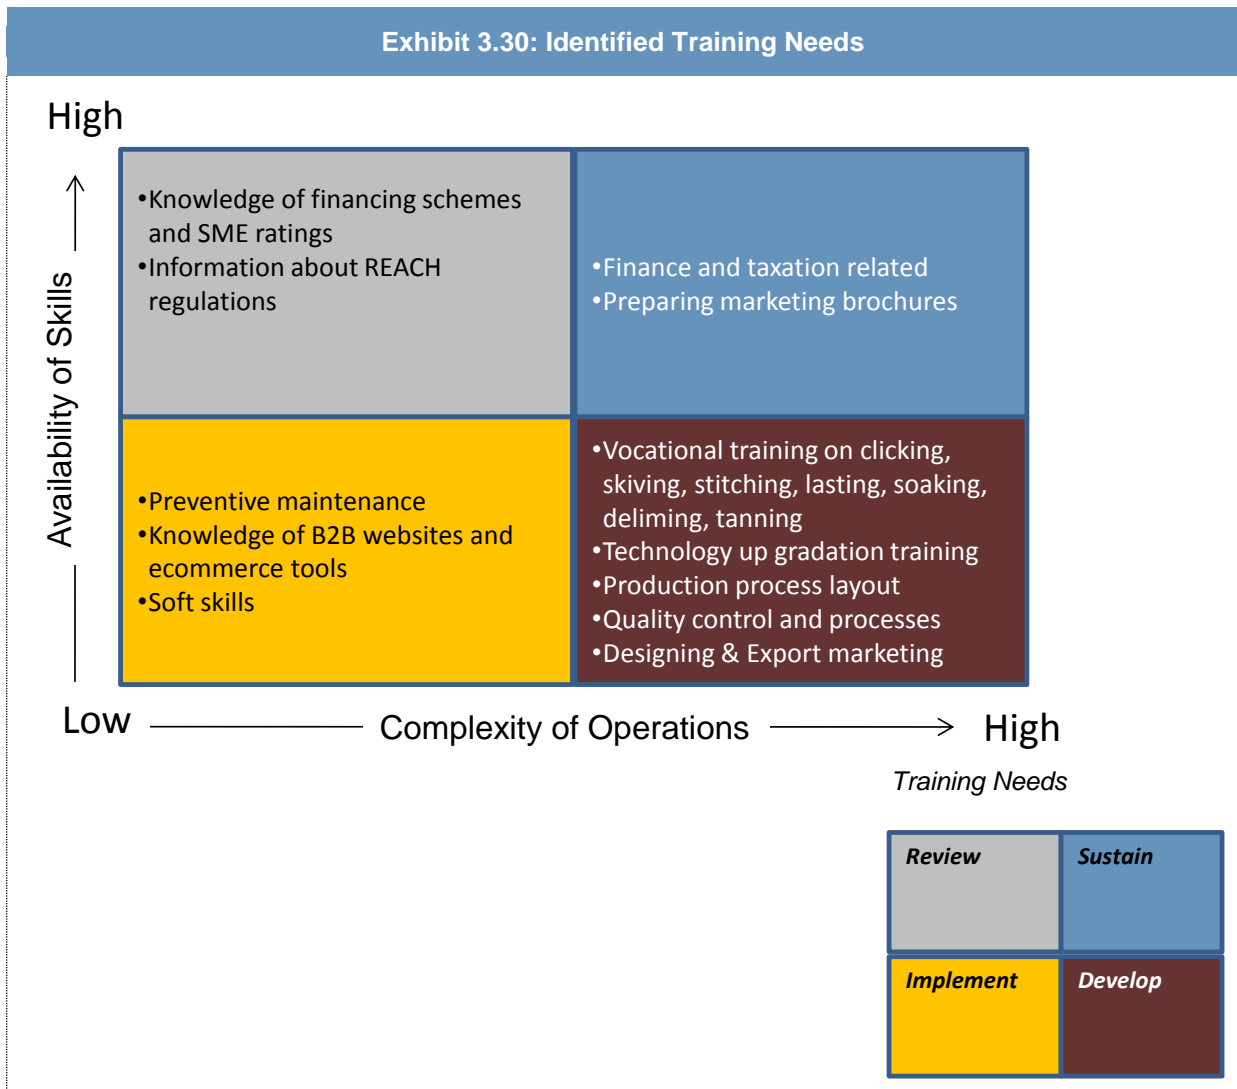 Exhibit 3.30: Identified Training Needs
High
•Knowledge of financing schemes
and SME ratings
•Information about REACH
regulations
•Finance and taxation related
•Preparing marketing brochures
Availability of Skills
•Preventive maintenance
•Knowledge of B2B websites and
ecommerce tools
•Soft skills
•Vocational training on clicking,
skiving, stitching, lasting, soaking,
deliming, tanning
•Technology up gradation training
•Production process layout
•Quality control and processes
•Designing & Export marketing
Low
Complexity of Operations
High
Training Needs
Review
Sustain
Implement
Develop